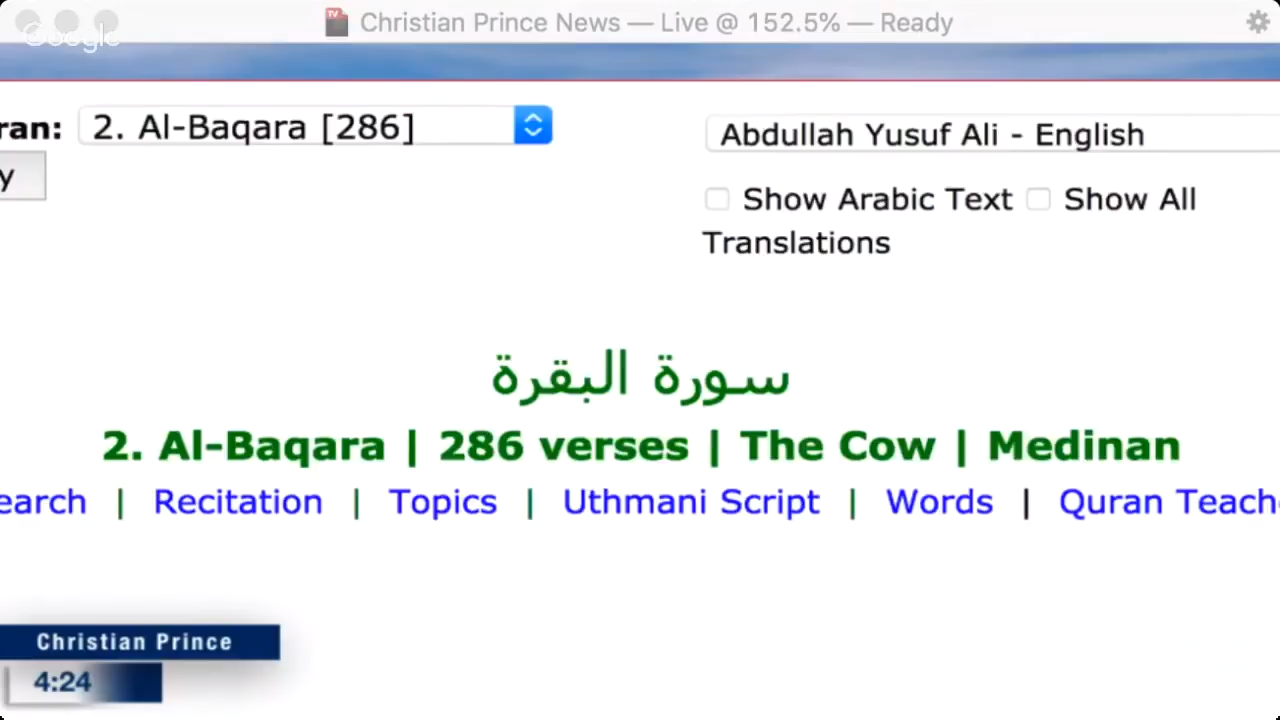 Christian Prince News — Live @ 152.5% — Ready
Google
ran: 2. Al-Baqara [286]
Abdullah Yusuf Ali - English
y
Show Arabic Text Show All
Translations
سورة البقرة
2. Al-Baqara | 286 verses | The Cow | Medinan
earch | Recitation | Topics | Uthmani Script | Words | Quran Teach
Christian Prince
4:24